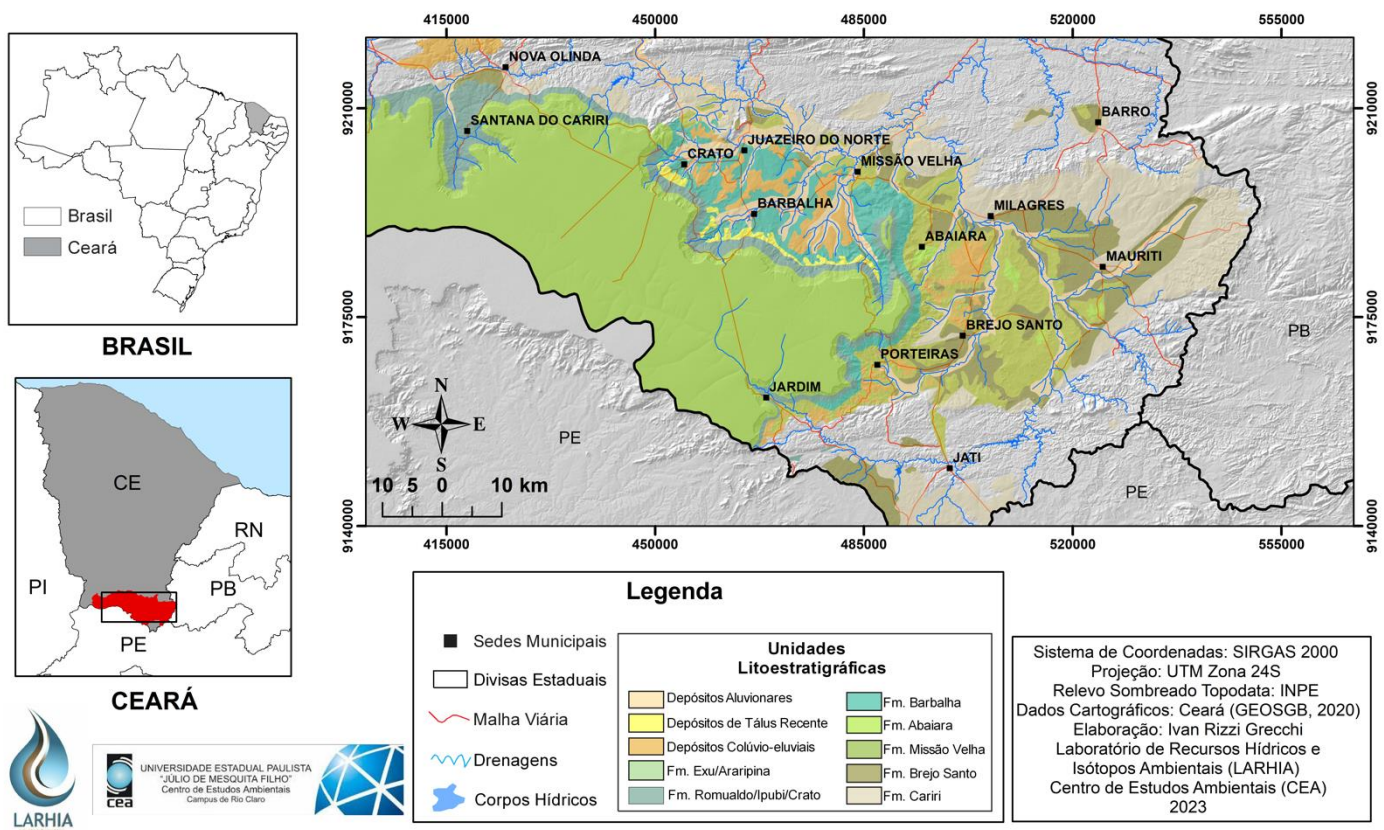 Brasil
Ceará
BRASIL
CE
RN
PI
PB
PE
CEARÁ
LARHIA
cea
UNIVERSIDADE ESTADUAL PAULISTA
"JÚLIO DE MESQUITA FILHO"
Centro de Estudos Ambientais
Campus de Rio Claro
415000
450000
485000
520000
555000
9210000
9175000
9140000
9210000
9175000
9140000
NOVA OLINDA
SANTANA DO CARIRI
CRATO
JUAZEIRO DO NORTE
MISSÃO VELHA
BARRO
BARBALHA
MILAGRES
ABAIARA
MAURITI
BREJO SANTO
PORTEIRAS
JARDIM
JATI
PB
PE
PE
N
W
E
S
10 5 0 10 km
415000
450000
485000
520000
555000
Legenda
Sedes Municipais
Divisas Estaduais
Malha Viária
Drenagens
Corpos Hídricos
Unidades
Litoestratigráficas
Depósitos Aluvionares
Depósitos de Tálus Recente
Depósitos Colúvio-eluviais
Fm. Exu/Araripina
Fm. Romualdo/Ipubi/Crato
Fm. Barbalha
Fm. Abaiara
Fm. Missão Velha
Fm. Brejo Santo
Fm. Cariri
Sistema de Coordenadas: SIRGAS 2000
Projeção: UTM Zona 24S
Relevo Sombreado Topodata: INPE
Dados Cartográficos: Ceará (GEOSGB, 2020)
Elaboração: Ivan Rizzi Grecchi
Laboratório de Recursos Hídricos e
Isótopos Ambientais (LARHIA)
Centro de Estudos Ambientais (CEA)
2023